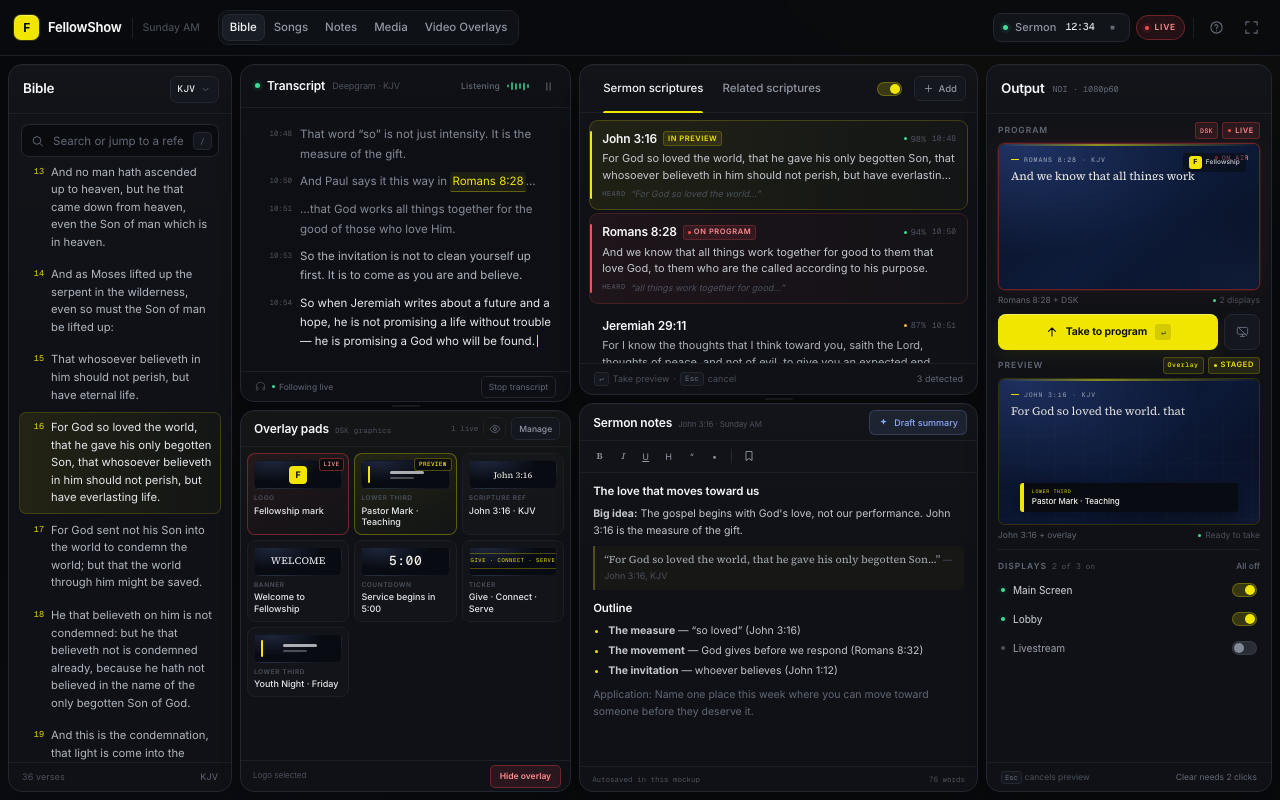 F FellowShow Sunday AM Bible Songs Notes Media Video Overlays Sermon 12:34 LIVE
Bible KJV
Search or jump to a refe /
13 And no man hath ascended
up to heaven, but he that
came down from heaven,
even the Son of man which is
in heaven.
14 And as Moses lifted up the
serpent in the wilderness,
even so must the Son of man
be lifted up:
15 That whosoever believeth in
him should not perish, but
have eternal life.
16 For God so loved the world,
that he gave his only begotten
Son, that whosoever believeth
in him should not perish, but
have everlasting life.
17 For God sent not his Son into
the world to condemn the
world; but that the world
through him might be saved.
18 He that believeth on him is not
condemned: but he that
believeth not is condemned
already, because he hath not
believed in the name of the
only begotten Son of God.
19 And this is the condemnation,
that light is come into the
36 verses KJV
Transcript Deepgram · KJV Listening
10:48 That word “so” is not just intensity. It is the
measure of the gift.
10:50 And Paul says it this way in Romans 8:28 …
10:51 …that God works all things together for the
good of those who love Him.
10:53 So the invitation is not to clean yourself up
first. It is to come as you are and believe.
10:54 So when Jeremiah writes about a future and a
hope, he is not promising a life without trouble
— he is promising a God who will be found.
Following live Stop transcript
Overlay pads DSK graphics 1 live Manage
F LIVE
LOGO
Fellowship mark
PREVIEW
LOWER THIRD
Pastor Mark ·
Teaching
John 3:16
SCRIPTURE REF
John 3:16 · KJV
WELCOME
BANNER
Welcome to
Fellowship
5:00
COUNTDOWN
Service begins in
5:00
GIVE · CONNECT · SERVE
TICKER
Give · Connect ·
Serve
LOWER THIRD
Youth Night · Friday
Logo selected Hide overlay
Sermon scriptures Related scriptures + Add
John 3:16 IN PREVIEW 98% 10:48
For God so loved the world, that he gave his only begotten Son, that
whosoever believeth in him should not perish, but have everlastin...
HEARD “For God so loved the world...”
Romans 8:28 ON PROGRAM 94% 10:50
And we know that all things work together for good to them that
love God, to them who are the called according to his purpose.
HEARD “all things work together for good...”
Jeremiah 29:11 87% 10:51
For I know the thoughts that I think toward you, saith the Lord,
thoughts of peace, and not of evil, to give you an expected end.
↵ Take preview · Esc cancel 3 detected
Sermon notes John 3:16 · Sunday AM Draft summary
B I U H “ •
The love that moves toward us
Big idea: The gospel begins with God's love, not our performance. John
3:16 is the measure of the gift.
“For God so loved the world, that he gave his only begotten Son…” —
John 3:16, KJV
Outline
• The measure — “so loved” (John 3:16)
• The movement — God gives before we respond (Romans 8:32)
• The invitation — whoever believes (John 1:12)
Application: Name one place this week where you can move toward
someone before they deserve it.
Autosaved in this mockup 76 words
Output NDI · 1080p60
PROGRAM DSK LIVE
ROMANS 8:28 · KJV F Fellowship ON AIR
And we know that all things work
Romans 8:28 + DSK 2 displays
↑ Take to program ↵
PREVIEW Overlay STAGED
JOHN 3:16 · KJV
For God so loved the world, that
LOWER THIRD
Pastor Mark · Teaching
John 3:16 + overlay Ready to take
DISPLAYS 2 of 3 on All off
Main Screen
Lobby
Livestream
Esc cancels preview Clear needs 2 clicks